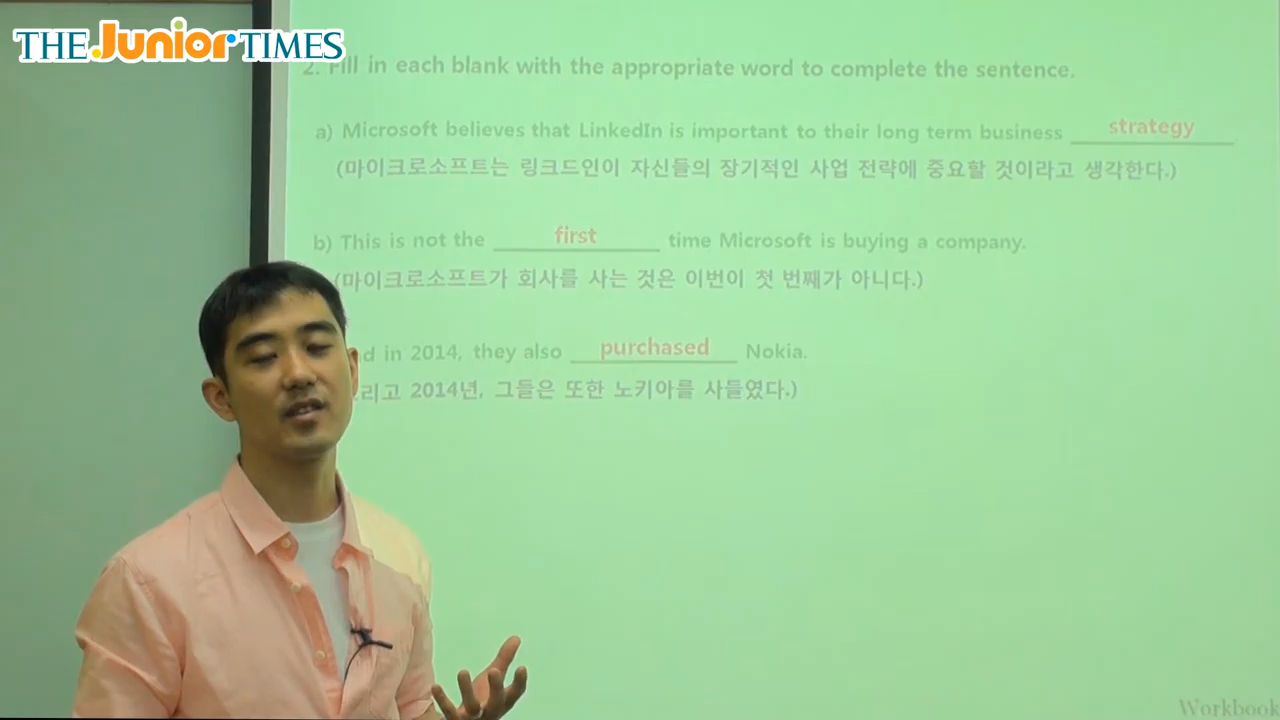 THE Junior TIMES
2. Fill in each blank with the appropriate word to complete the sentence.
a) Microsoft believes that LinkedIn is important to their long term business strategy
(마이크로소프트는 링크드인이 자신들의 장기적인 사업 전략에 중요할 것이라고 생각한다.)
b) This is not the first time Microsoft is buying a company.
(마이크로소프트가 회사를 사는 것은 이번이 첫 번째가 아니다.)
d in 2014, they also purchased Nokia.
리고 2014년, 그들은 또한 노키아를 사들였다.)
Workbook